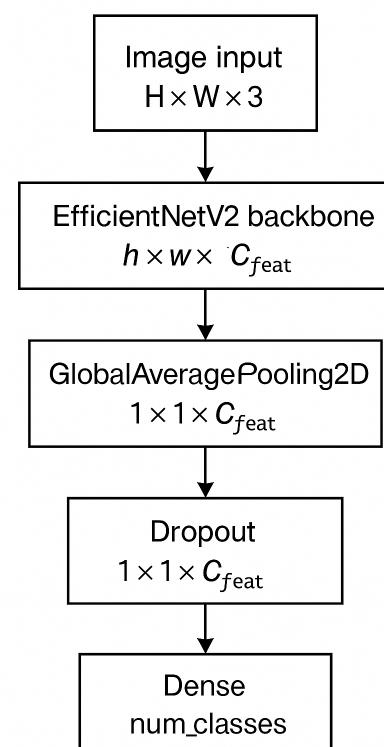 Image input
H × W × 3
EfficientNetV2 backbone
h × w × C_feat
GlobalAveragePooling2D
1 × 1 × C_feat
Dropout
1 × 1 × C_feat
Dense
num_classes